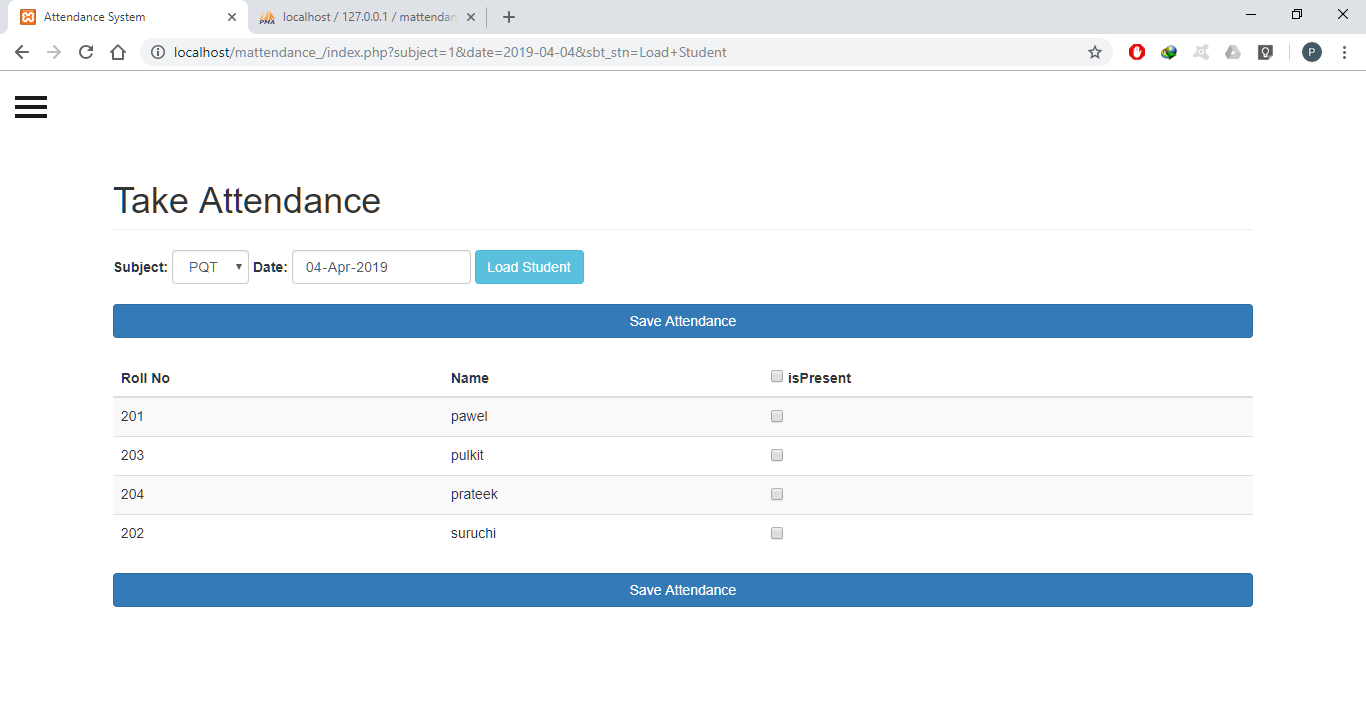 Attendance System
localhost / 127.0.0.1 / mattendan
localhost/mattendance_/index.php?subject=1&date=2019-04-04&sbt_stn=Load+Student
P
Take Attendance
Subject: PQT Date: 04-Apr-2019 Load Student
Save Attendance
Roll No Name isPresent
201 pawel
203 pulkit
204 prateek
202 suruchi
Save Attendance